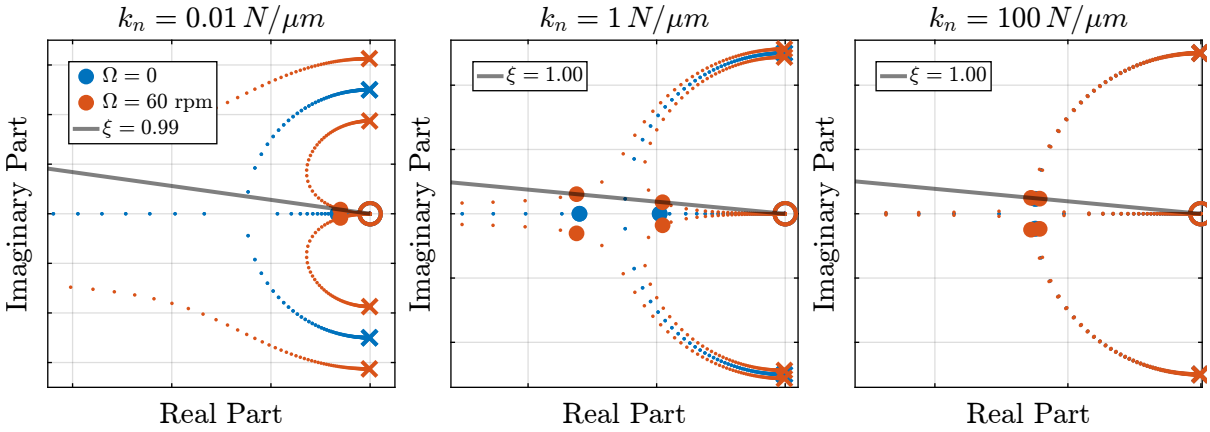 k_n = 0.01 N/μm
Ω = 0
Ω = 60 rpm
ξ = 0.99
Imaginary Part
Real Part
k_n = 1 N/μm
ξ = 1.00
Imaginary Part
Real Part
k_n = 100 N/μm
ξ = 1.00
Imaginary Part
Real Part